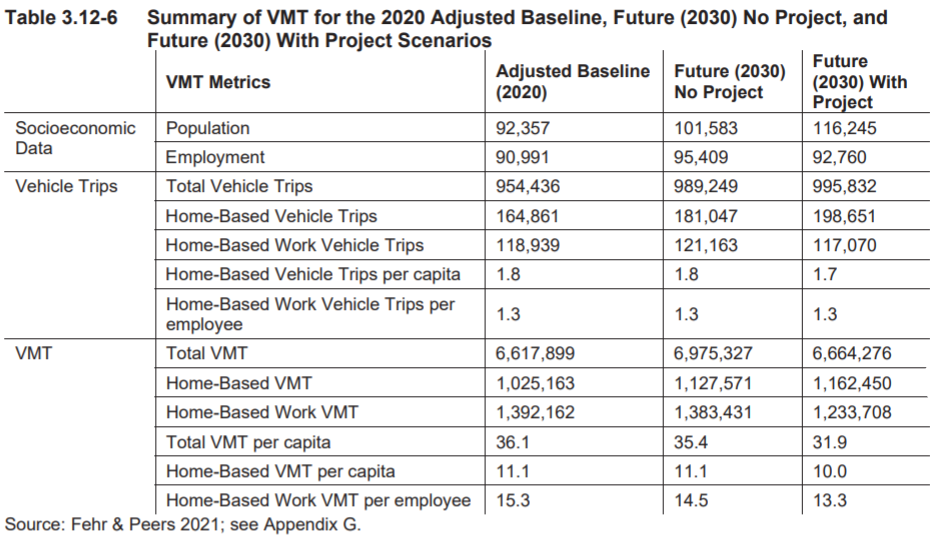 Table 3.12-6 Summary of VMT for the 2020 Adjusted Baseline, Future (2030) No Project, and
Future (2030) With Project Scenarios
VMT Metrics Adjusted Baseline (2020) Future (2030) No Project Future (2030) With Project
Socioeconomic Data Population 92,357 101,583 116,245
Employment 90,991 95,409 92,760
Vehicle Trips Total Vehicle Trips 954,436 989,249 995,832
Home-Based Vehicle Trips 164,861 181,047 198,651
Home-Based Work Vehicle Trips 118,939 121,163 117,070
Home-Based Vehicle Trips per capita 1.8 1.8 1.7
Home-Based Work Vehicle Trips per employee 1.3 1.3 1.3
VMT Total VMT 6,617,899 6,975,327 6,664,276
Home-Based VMT 1,025,163 1,127,571 1,162,450
Home-Based Work VMT 1,392,162 1,383,431 1,233,708
Total VMT per capita 36.1 35.4 31.9
Home-Based VMT per capita 11.1 11.1 10.0
Home-Based Work VMT per employee 15.3 14.5 13.3
Source: Fehr & Peers 2021; see Appendix G.